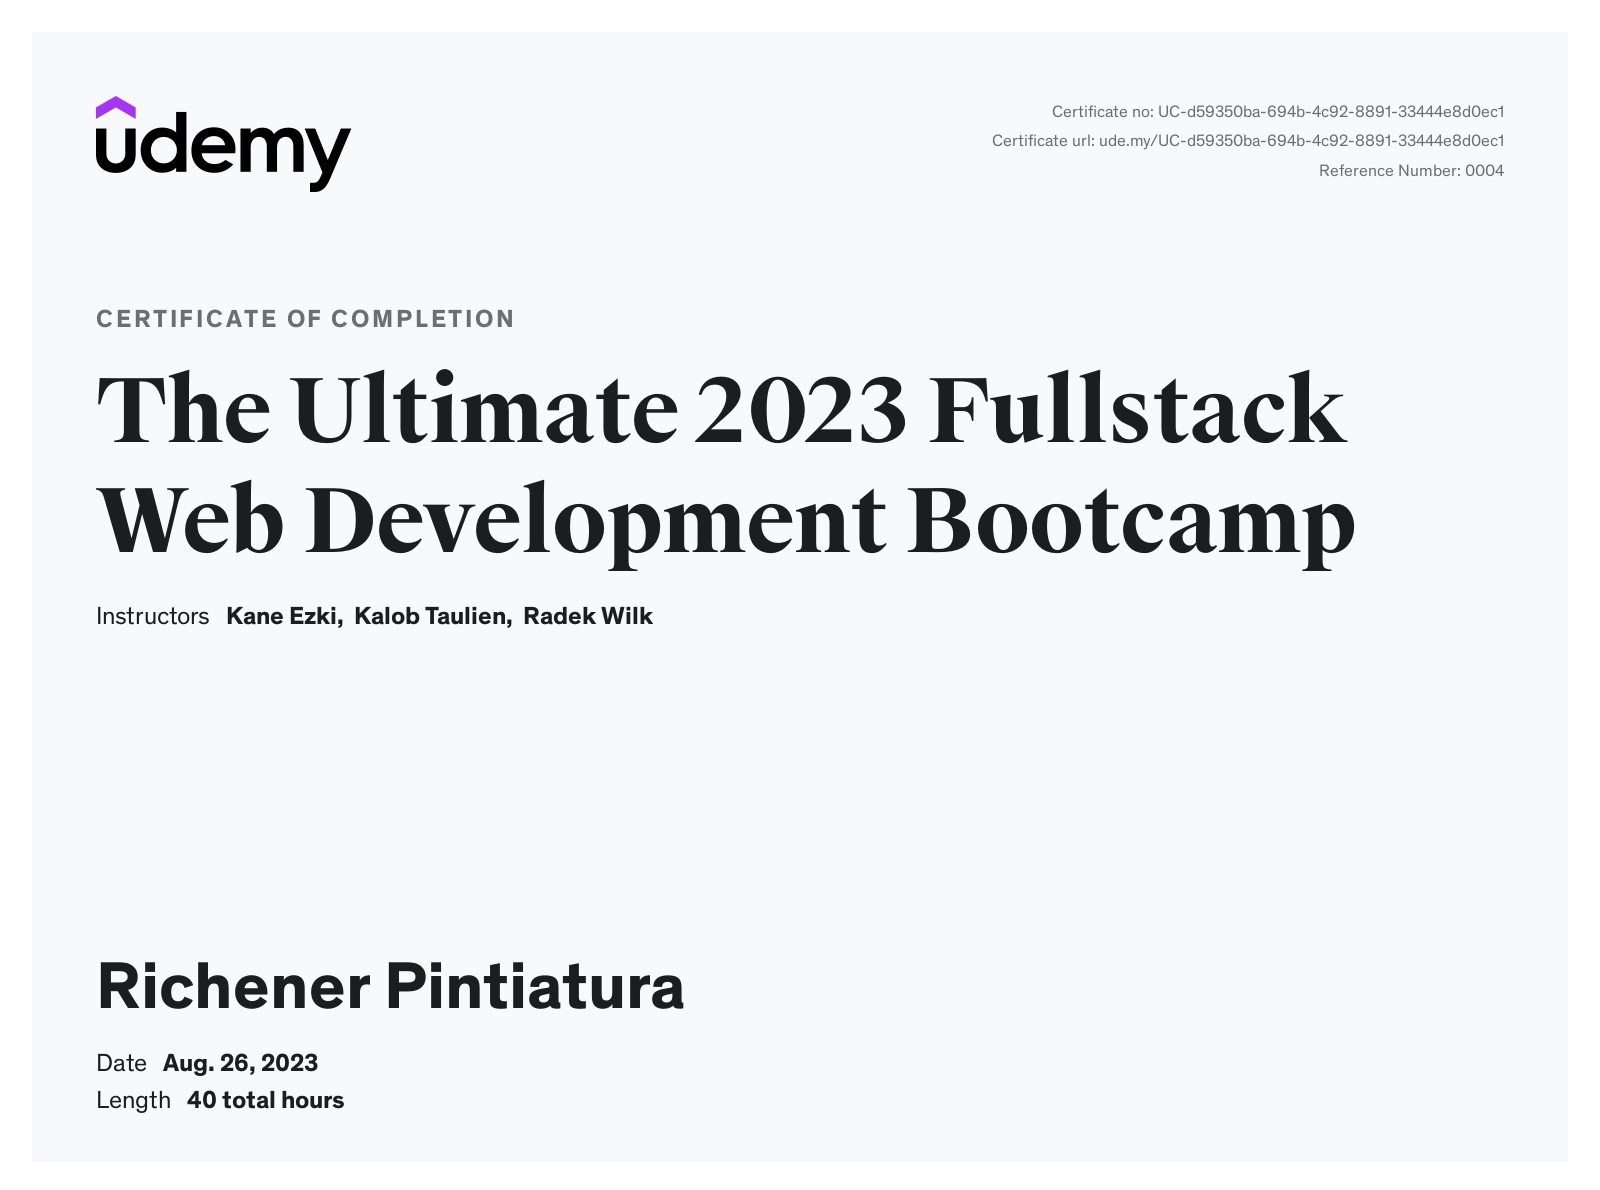 udemy
Certificate no: UC-d59350ba-694b-4c92-8891-33444e8d0ec1
Certificate url: ude.my/UC-d59350ba-694b-4c92-8891-33444e8d0ec1
Reference Number: 0004
CERTIFICATE OF COMPLETION
The Ultimate 2023 Fullstack
Web Development Bootcamp
Instructors Kane Ezki, Kalob Taulien, Radek Wilk
Richener Pintiatura
Date Aug. 26, 2023
Length 40 total hours